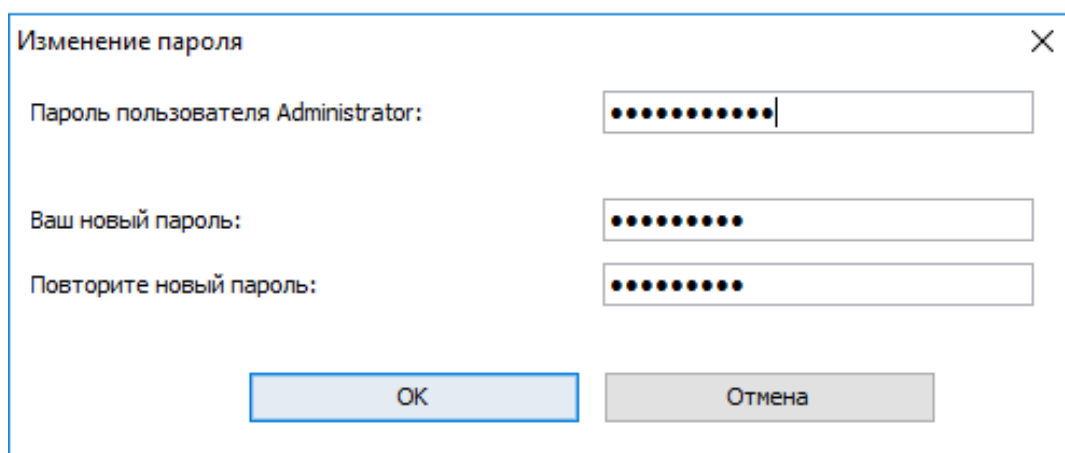 Изменение пароля
Пароль пользователя Administrator: •••••••••••
Ваш новый пароль: •••••••••
Повторите новый пароль: •••••••••
OK Отмена